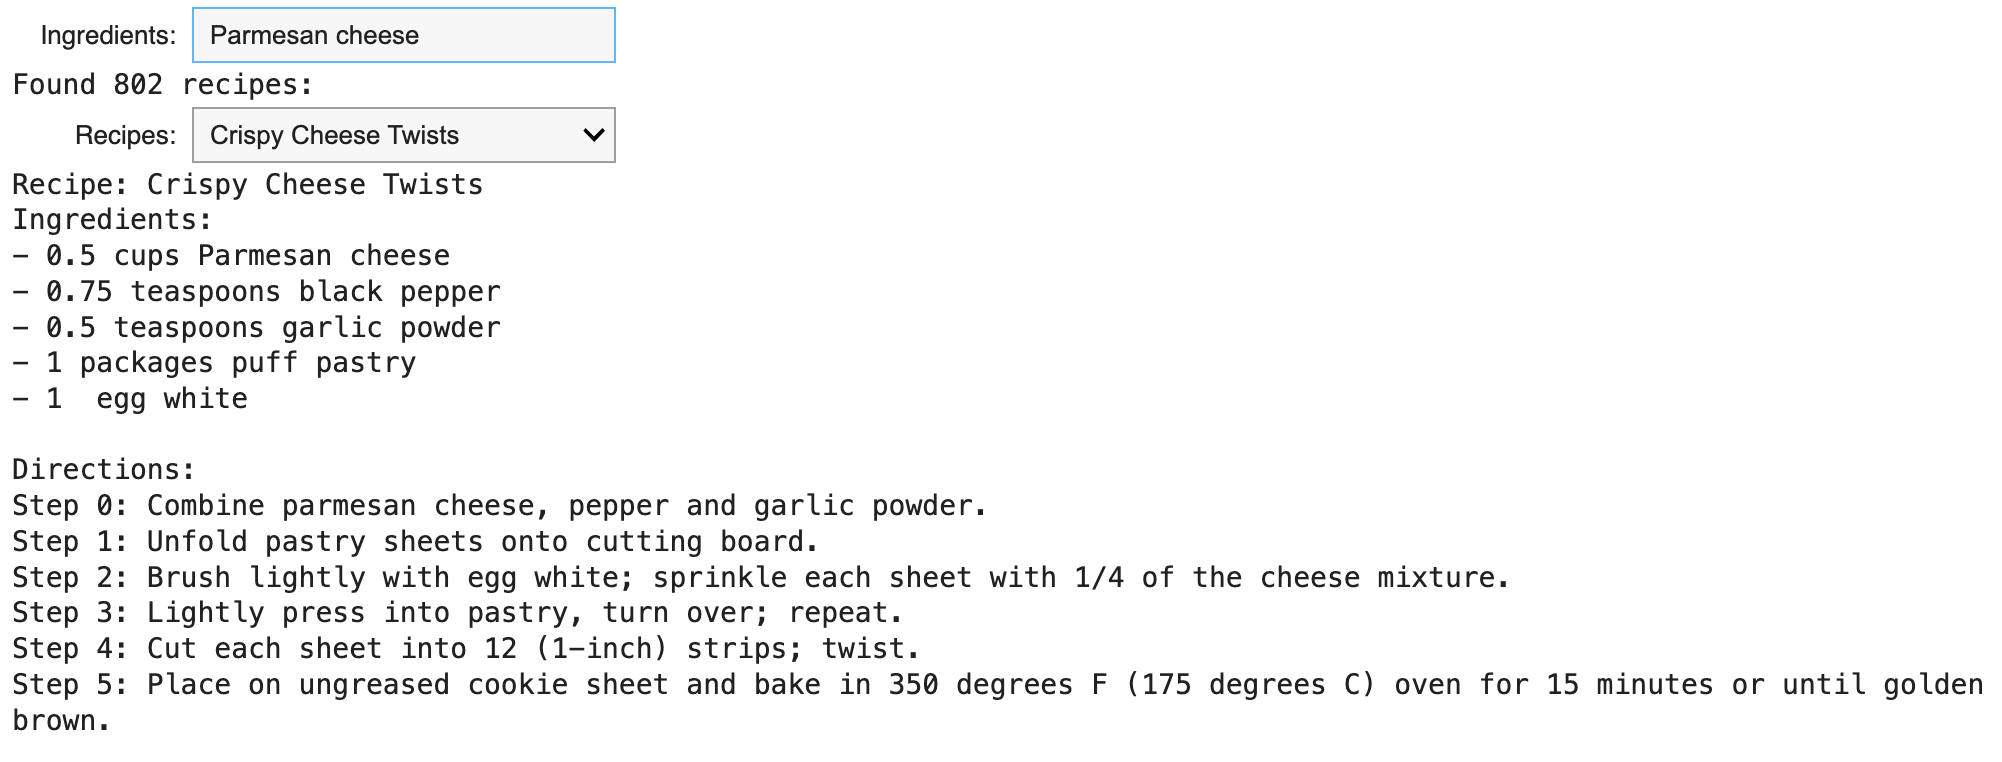 Ingredients: Parmesan cheese
Found 802 recipes:
Recipes: Crispy Cheese Twists
Recipe: Crispy Cheese Twists
Ingredients:
- 0.5 cups Parmesan cheese
- 0.75 teaspoons black pepper
- 0.5 teaspoons garlic powder
- 1 packages puff pastry
- 1  egg white

Directions:
Step 0: Combine parmesan cheese, pepper and garlic powder.
Step 1: Unfold pastry sheets onto cutting board.
Step 2: Brush lightly with egg white; sprinkle each sheet with 1/4 of the cheese mixture.
Step 3: Lightly press into pastry, turn over; repeat.
Step 4: Cut each sheet into 12 (1-inch) strips; twist.
Step 5: Place on ungreased cookie sheet and bake in 350 degrees F (175 degrees C) oven for 15 minutes or until golden
brown.